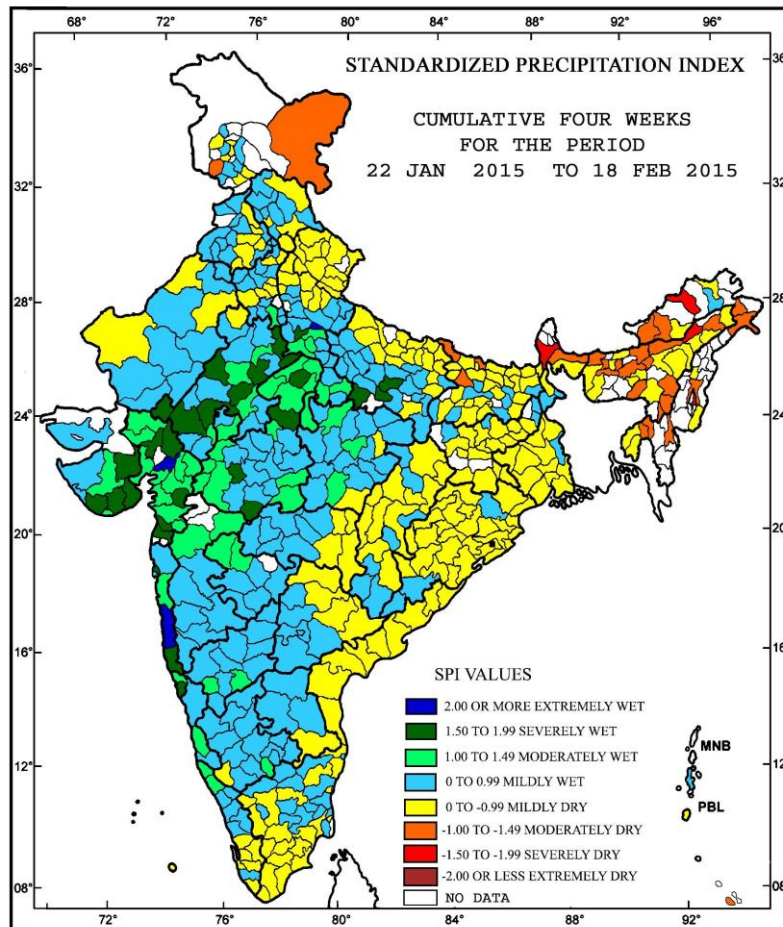 68° 72° 76° 80° 84° 88° 92° 96°
STANDARDIZED PRECIPITATION INDEX
CUMULATIVE FOUR WEEKS
FOR THE PERIOD
22 JAN 2015 TO 18 FEB 2015
36° 36°
32° 32°
28° 28°
24° 24°
20° 20°
16° 16°
12° 12°
08° 08°
SPI VALUES
2.00 OR MORE EXTREMELY WET
1.50 TO 1.99 SEVERELY WET
1.00 TO 1.49 MODERATELY WET
0 TO 0.99 MILDLY WET
0 TO -0.99 MILDLY DRY
-1.00 TO -1.49 MODERATELY DRY
-1.50 TO -1.99 SEVERELY DRY
-2.00 OR LESS EXTREMELY DRY
NO DATA
MNB
PBL
72° 76° 80° 84° 88° 92°